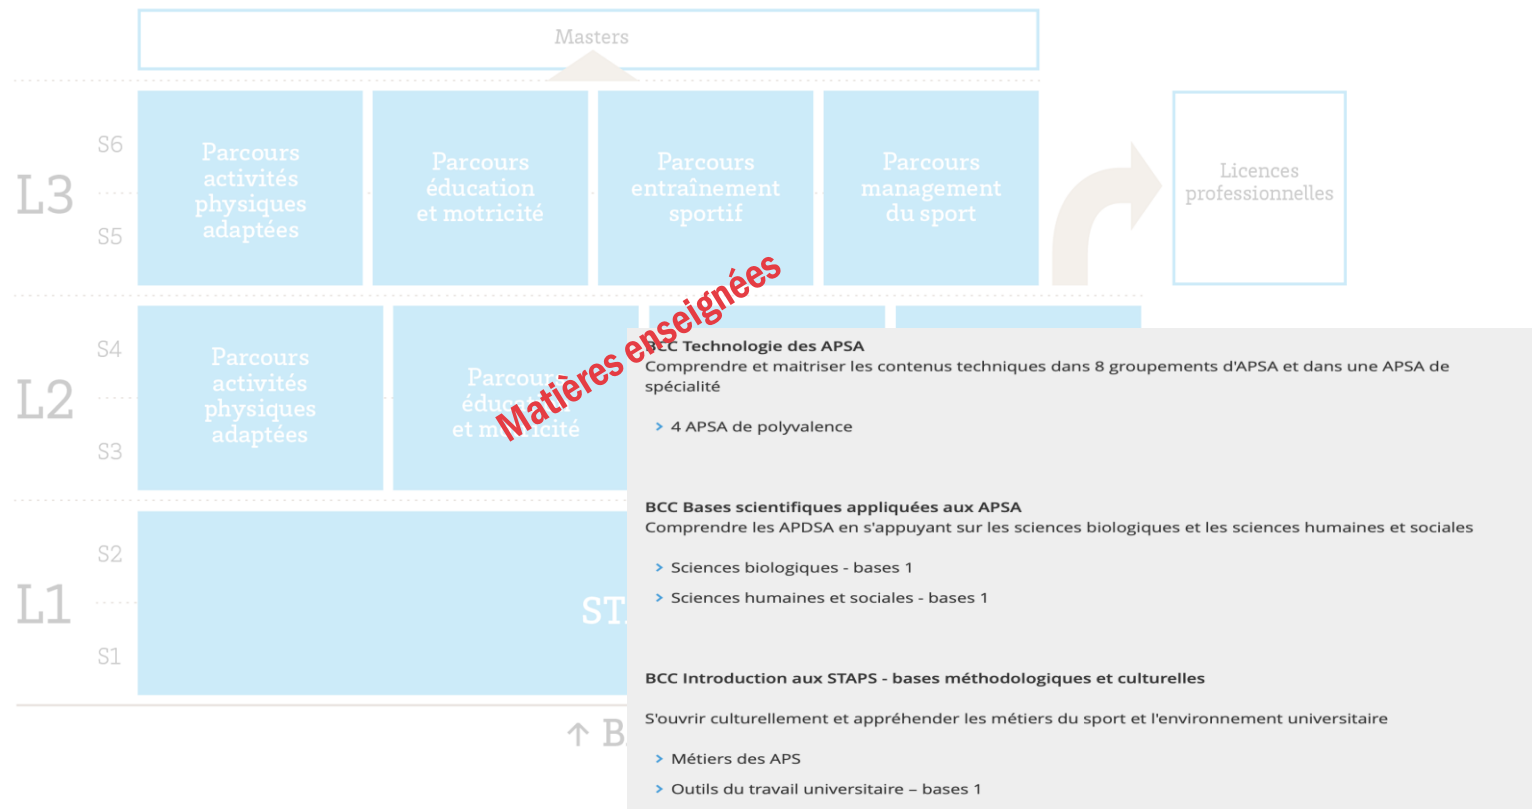 Masters
L3
S6
S5
Parcours
activités
physiques
adaptées
Parcours
éducation
et motricité
Parcours
entraînement
sportif
Parcours
management
du sport
Licences
professionnelles
L2
S4
S3
Parcours
activités
physiques
adaptées
Parcours
et motricité
Matières enseignées
L1
S2
S1
BCC Technologie des APSA
Comprendre et maitriser les contenus techniques dans 8 groupements d'APSA et dans une APSA de
spécialité
> 4 APSA de polyvalence
BCC Bases scientifiques appliquées aux APSA
Comprendre les APDSA en s'appuyant sur les sciences biologiques et les sciences humaines et sociales
> Sciences biologiques - bases 1
> Sciences humaines et sociales - bases 1
BCC Introduction aux STAPS - bases méthodologiques et culturelles
S'ouvrir culturellement et appréhender les métiers du sport et l'environnement universitaire
> Métiers des APS
> Outils du travail universitaire – bases 1